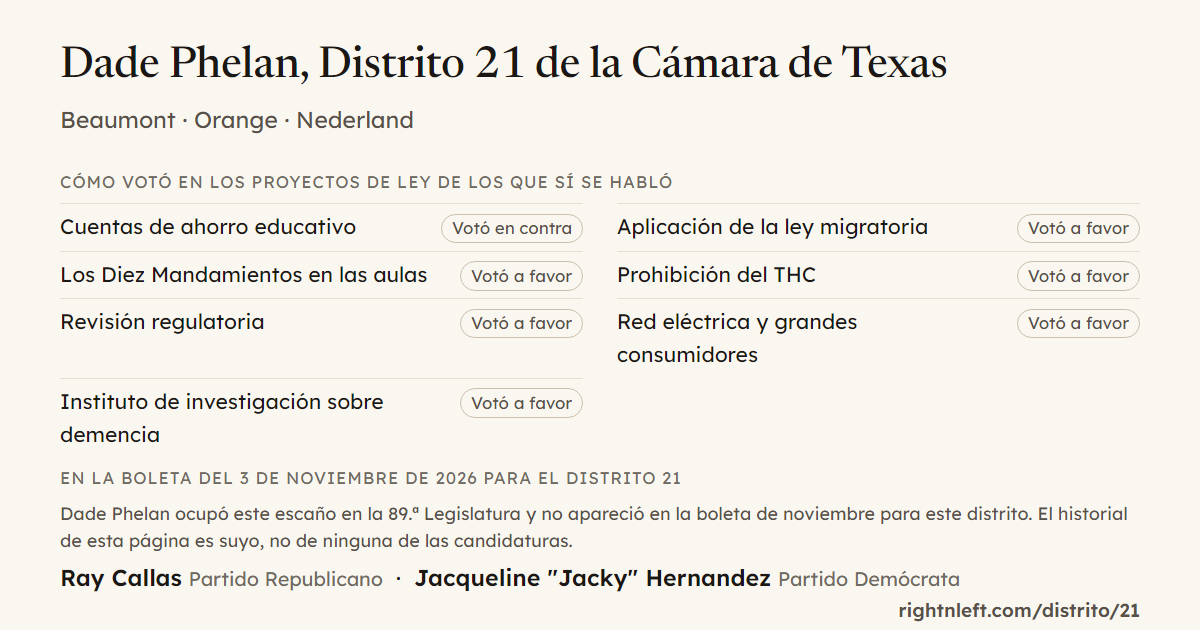 Dade Phelan, Distrito 21 de la Cámara de Texas
Beaumont · Orange · Nederland
CÓMO VOTÓ EN LOS PROYECTOS DE LEY DE LOS QUE SÍ SE HABLÓ
Cuentas de ahorro educativo Votó en contra
Aplicación de la ley migratoria Votó a favor
Los Diez Mandamientos en las aulas Votó a favor
Prohibición del THC Votó a favor
Revisión regulatoria Votó a favor
Red eléctrica y grandes Votó a favor
consumidores
Instituto de investigación sobre Votó a favor
demencia
EN LA BOLETA DEL 3 DE NOVIEMBRE DE 2026 PARA EL DISTRITO 21
Dade Phelan ocupó este escaño en la 89.ª Legislatura y no apareció en la boleta de noviembre para este distrito. El historial
de esta página es suyo, no de ninguna de las candidaturas.
Ray Callas Partido Republicano · Jacqueline "Jacky" Hernandez Partido Demócrata
rightnleft.com/distrito/21